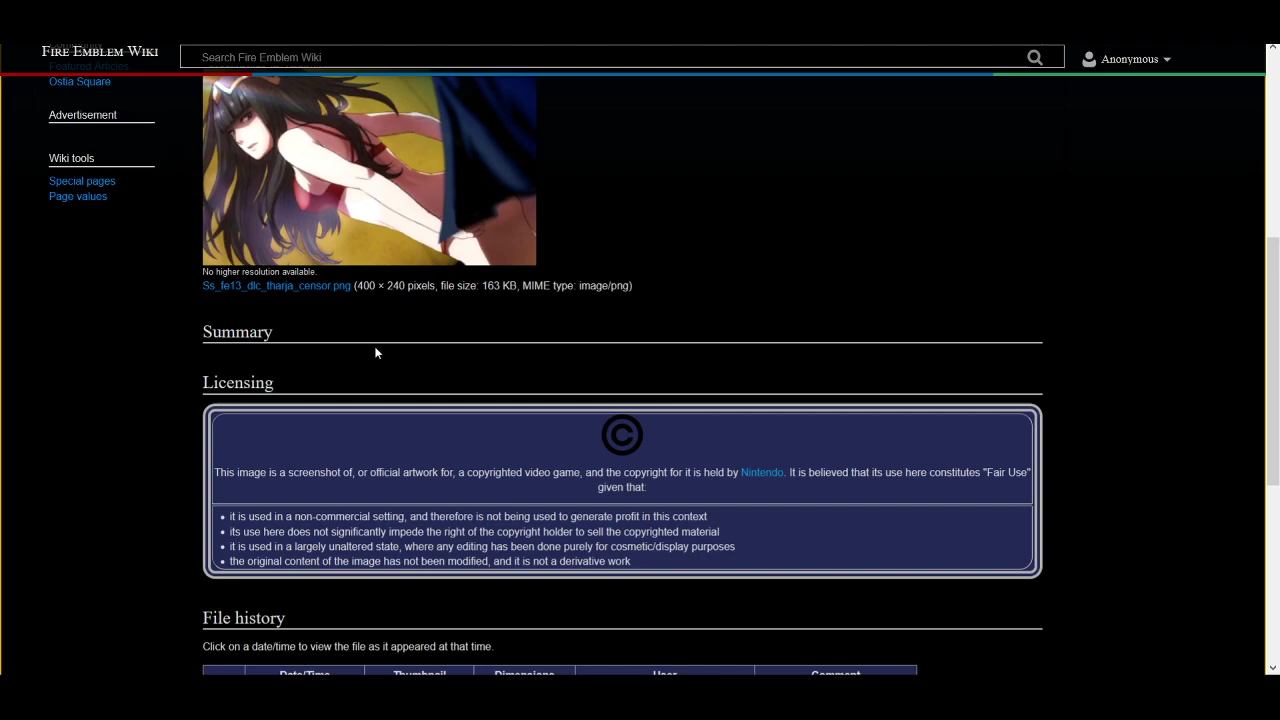 FIRE EMBLEM WIKI
Search Fire Emblem Wiki
Anonymous
Featured Articles
Ostia Square
Advertisement
Wiki tools
Special pages
Page values
No higher resolution available.
Ss_fe13_dlc_tharja_censor.png (400 × 240 pixels, file size: 163 KB, MIME type: image/png)
Summary
Licensing
©
This image is a screenshot of, or official artwork for, a copyrighted video game, and the copyright for it is held by Nintendo. It is believed that its use here constitutes "Fair Use"
given that:
• it is used in a non-commercial setting, and therefore is not being used to generate profit in this context
• its use here does not significantly impede the right of the copyright holder to sell the copyrighted material
• it is used in a largely unaltered state, where any editing has been done purely for cosmetic/display purposes
• the original content of the image has not been modified, and it is not a derivative work
File history
Click on a date/time to view the file as it appeared at that time.
Date/Time Thumbnail Dimensions User Comment